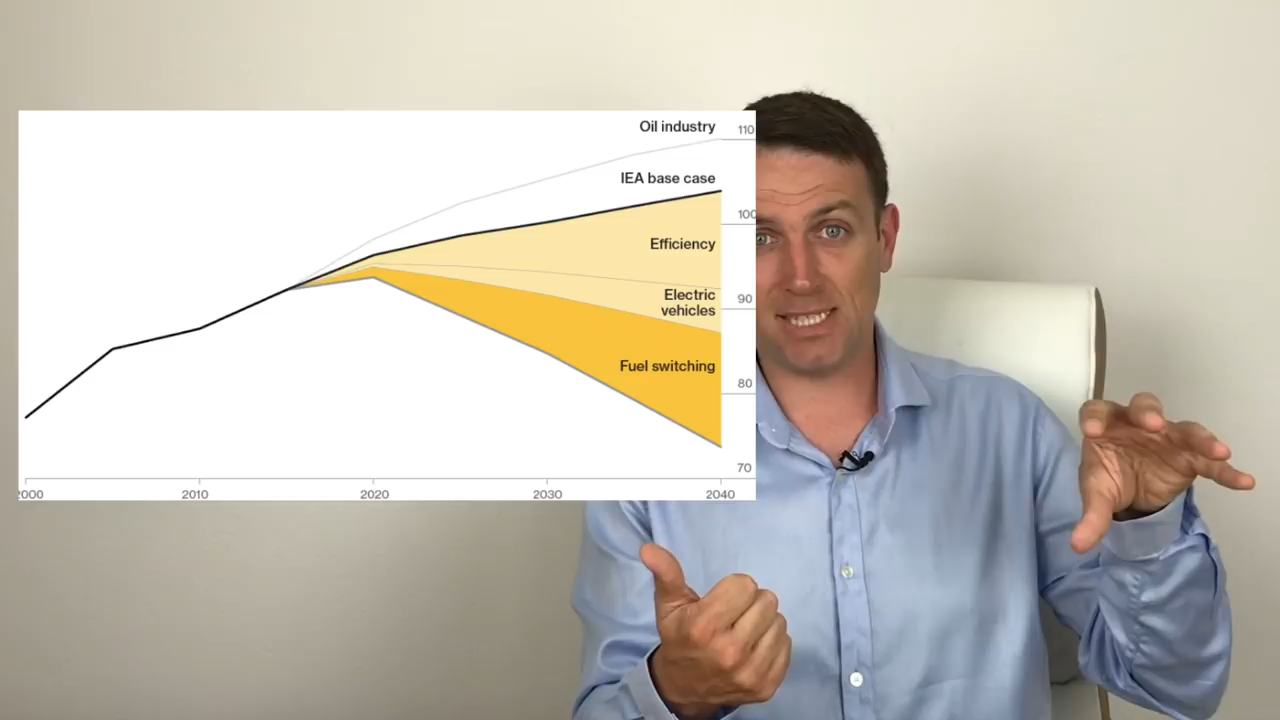 Oil industry
110
IEA base case
100
Efficiency
Electric
90
vehicles
Fuel switching
80
70
2000 2010 2020 2030 2040